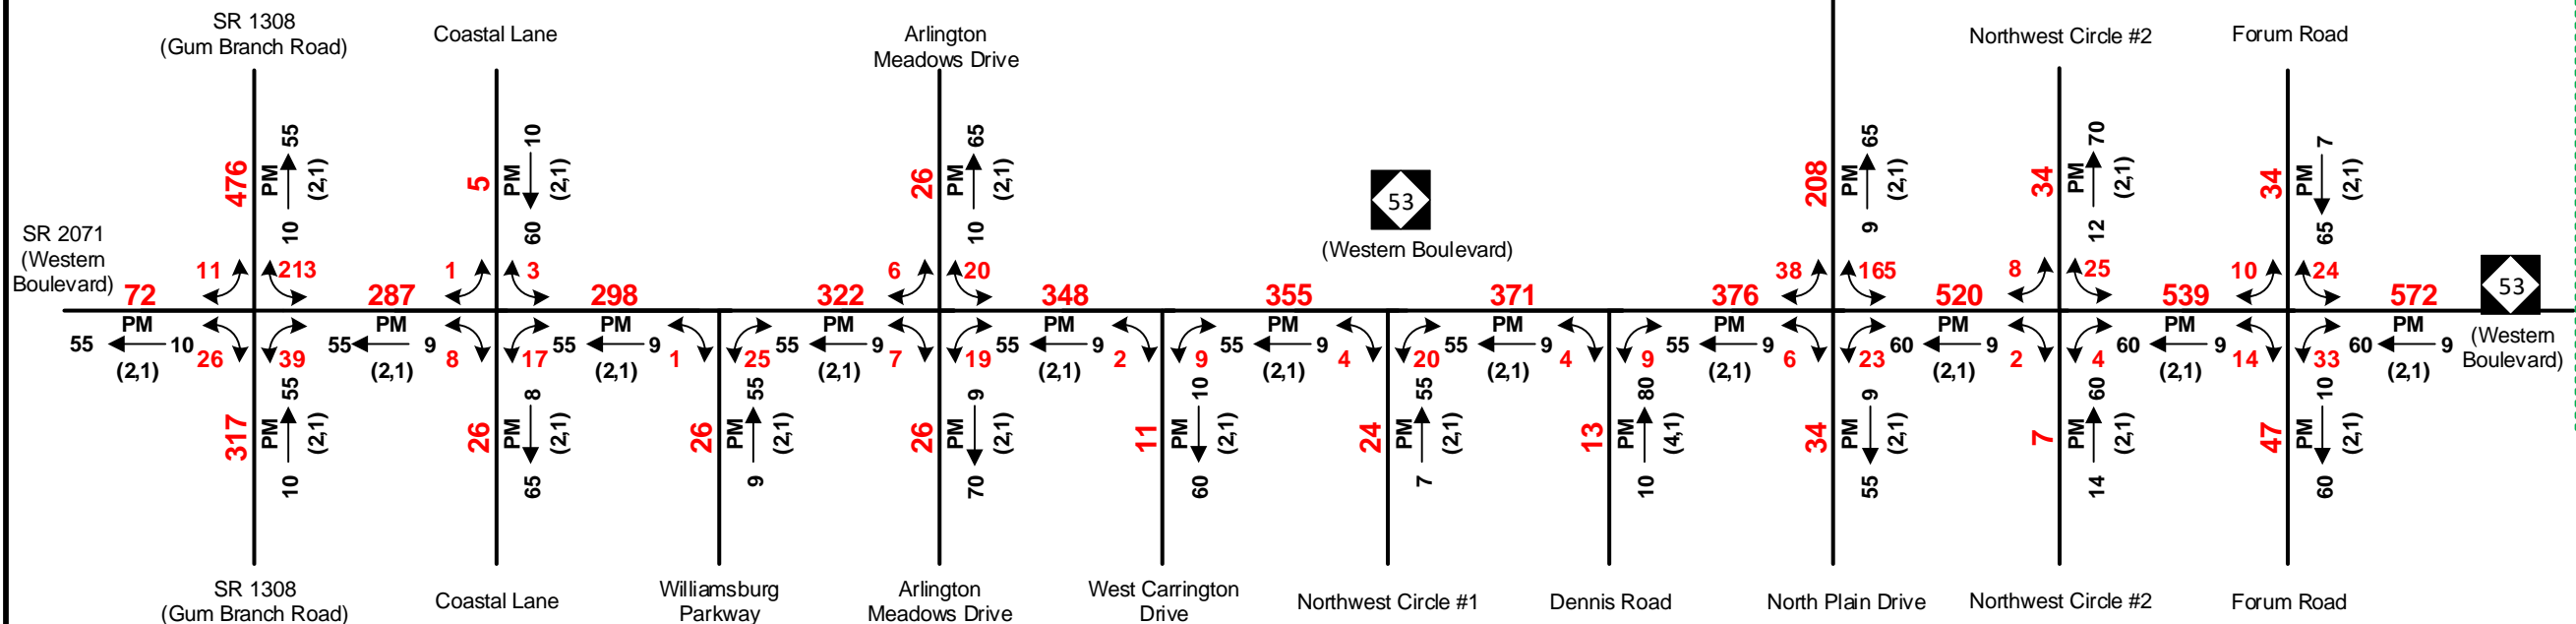 SR 1308
(Gum Branch Road)
Coastal Lane
Arlington
Meadows Drive
Northwest Circle #2
Forum Road
476
PM
10
55
(2,1)
5
PM
10
60
(2,1)
26
PM
10
65
(2,1)
53
(Western Boulevard)
208
PM
9
65
(2,1)
34
PM
12
70
(2,1)
34
PM
7
65
(2,1)
SR 2071
(Western
Boulevard)
11
213
1
3
6
20
38
165
8
25
10
24
53
(Western
Boulevard)
72
287
298
322
348
355
371
376
520
539
572
PM
55
10
(2,1)
PM
55
9
(2,1)
PM
55
9
(2,1)
PM
55
9
(2,1)
PM
55
9
(2,1)
PM
55
9
(2,1)
PM
55
9
(2,1)
PM
55
9
(2,1)
PM
60
9
(2,1)
PM
60
9
(2,1)
PM
60
9
(2,1)
26
39
8
17
1
25
7
19
2
9
4
20
4
9
6
23
2
4
14
33
317
PM
55
10
(2,1)
26
PM
8
65
(2,1)
26
PM
55
9
(2,1)
26
PM
9
70
(2,1)
11
PM
10
60
(2,1)
24
PM
55
7
(2,1)
13
PM
80
10
(4,1)
34
PM
9
55
(2,1)
7
PM
60
14
(2,1)
47
PM
10
60
(2,1)
SR 1308
(Gum Branch Road)
Coastal Lane
Williamsburg
Parkway
Arlington
Meadows Drive
West Carrington
Drive
Northwest Circle #1
Dennis Road
North Plain Drive
Northwest Circle #2
Forum Road